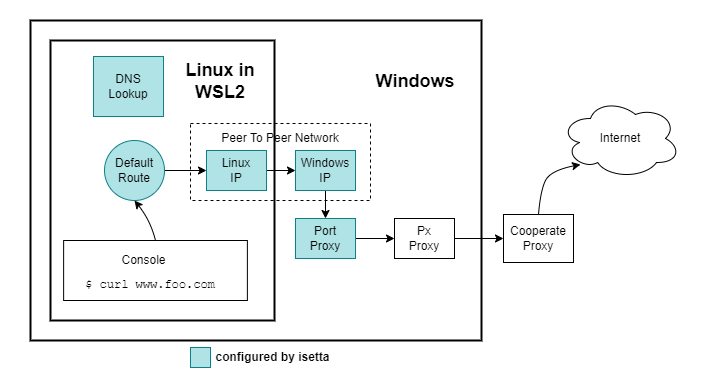 DNS
Lookup
Linux in
WSL2
Windows
Peer To Peer Network
Internet
Default
Route
Linux
IP
Windows
IP
Port
Proxy
Px
Proxy
Cooperate
Proxy
Console
$ curl www.foo.com
configured by isetta